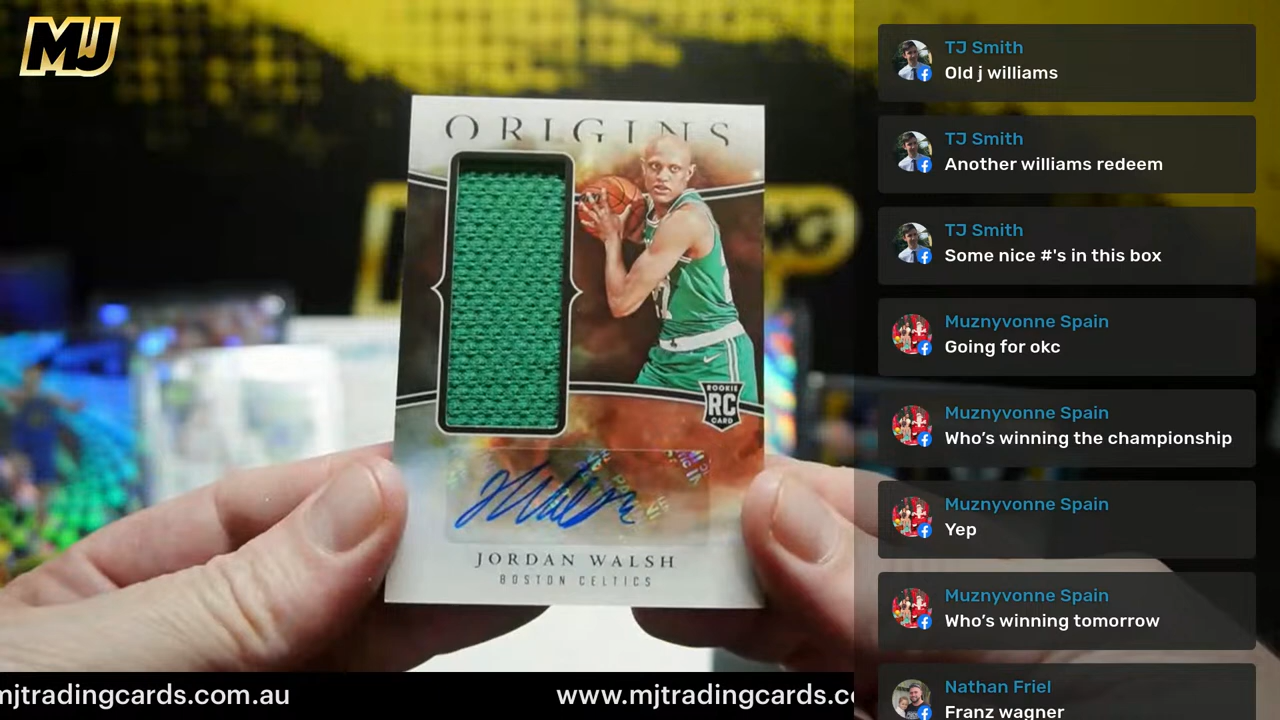 MJ
ORIGINS
ROOKIE
RC
CARD
JORDAN WALSH
BOSTON CELTICS
mjtradingcards.com.au
www.mjtradingcards.c
TJ Smith
Old j williams
TJ Smith
Another williams redeem
TJ Smith
Some nice #'s in this box
Muznyvonne Spain
Going for okc
Muznyvonne Spain
Who’s winning the championship
Muznyvonne Spain
Yep
Muznyvonne Spain
Who’s winning tomorrow
Nathan Friel
Franz wagner